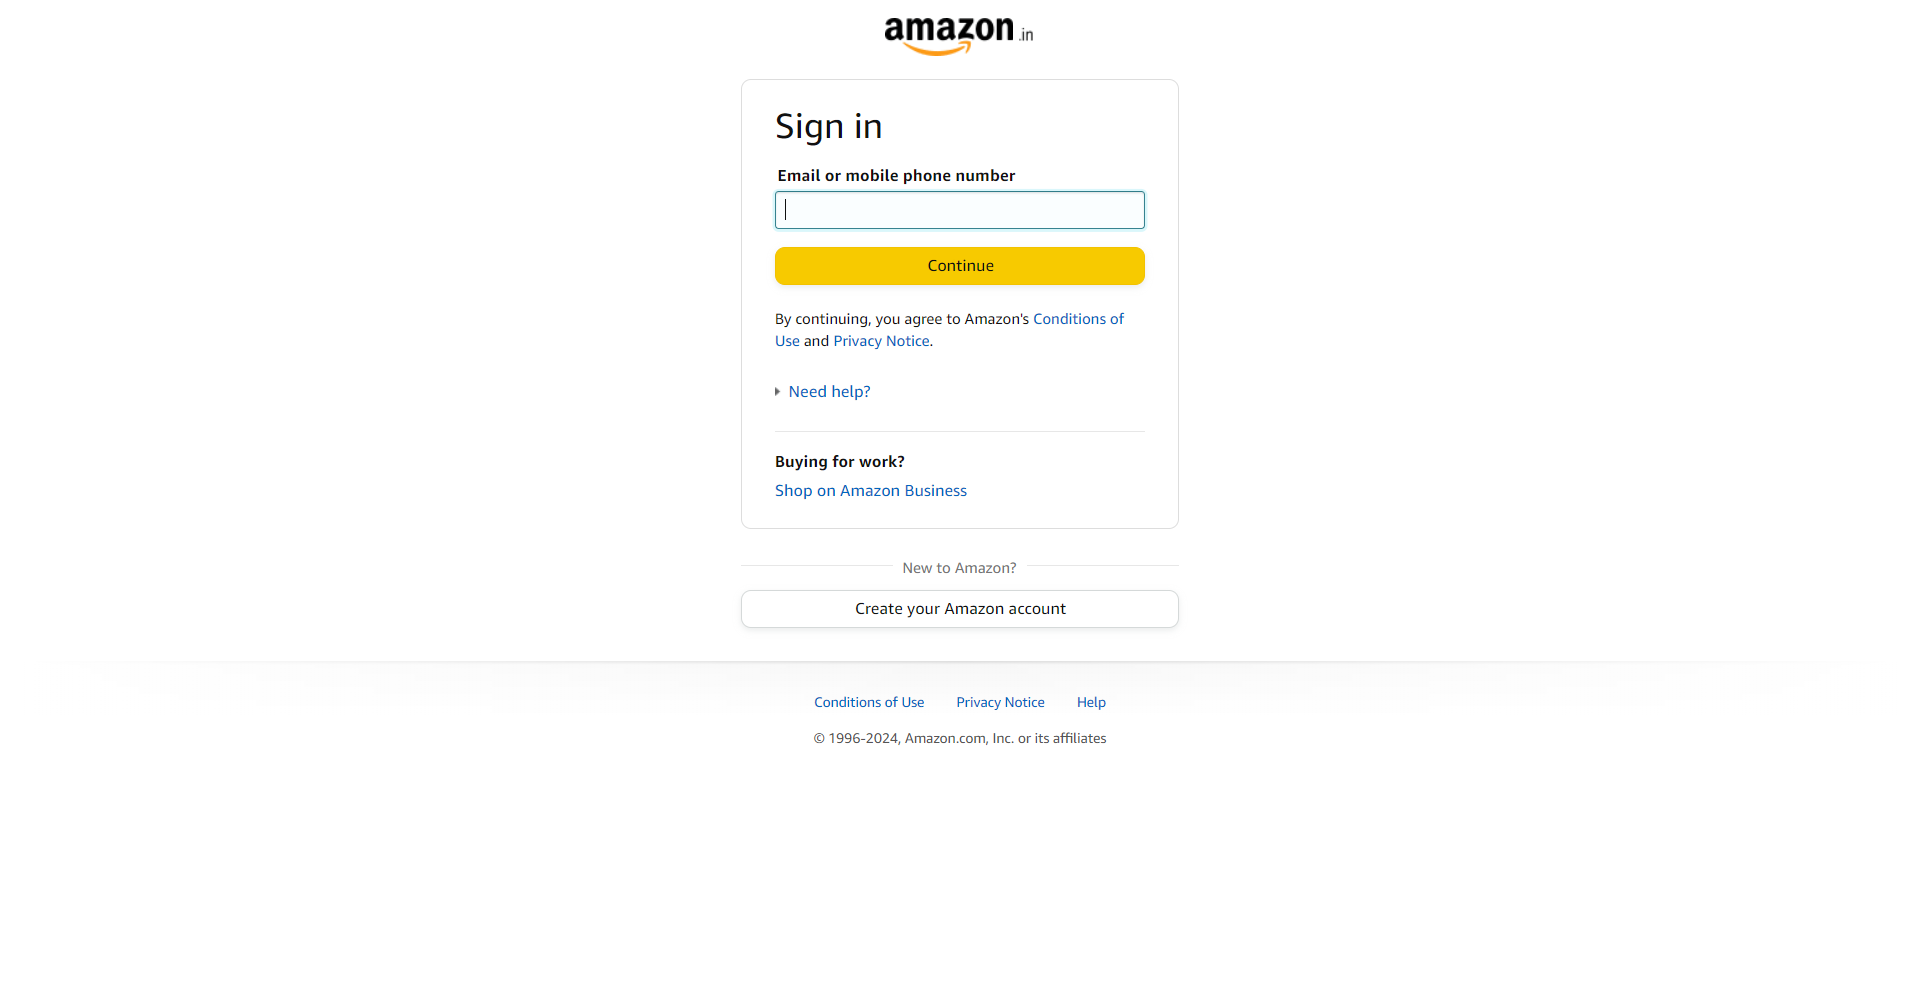 amazon.in
Sign in
Email or mobile phone number
Continue
By continuing, you agree to Amazon's Conditions of
Use and Privacy Notice.
Need help?
Buying for work?
Shop on Amazon Business
New to Amazon?
Create your Amazon account
Conditions of Use Privacy Notice Help
© 1996-2024, Amazon.com, Inc. or its affiliates